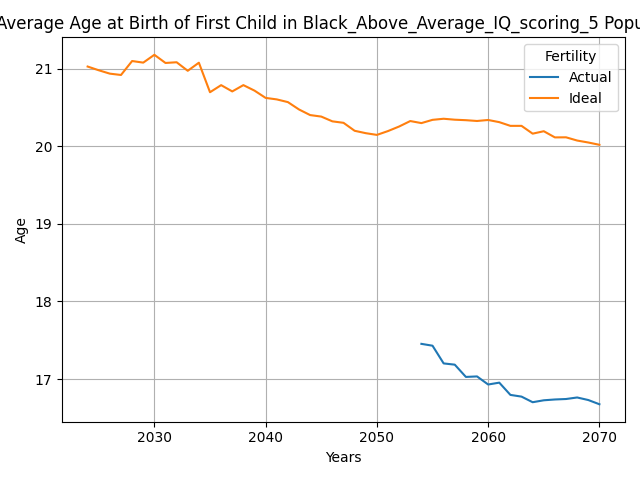 Average Age at Birth of First Child in Black_Above_Average_IQ_scoring_5
Fertility
Actual
Ideal
21
20
19
18
17
Age
2030 2040 2050 2060 2070
Years